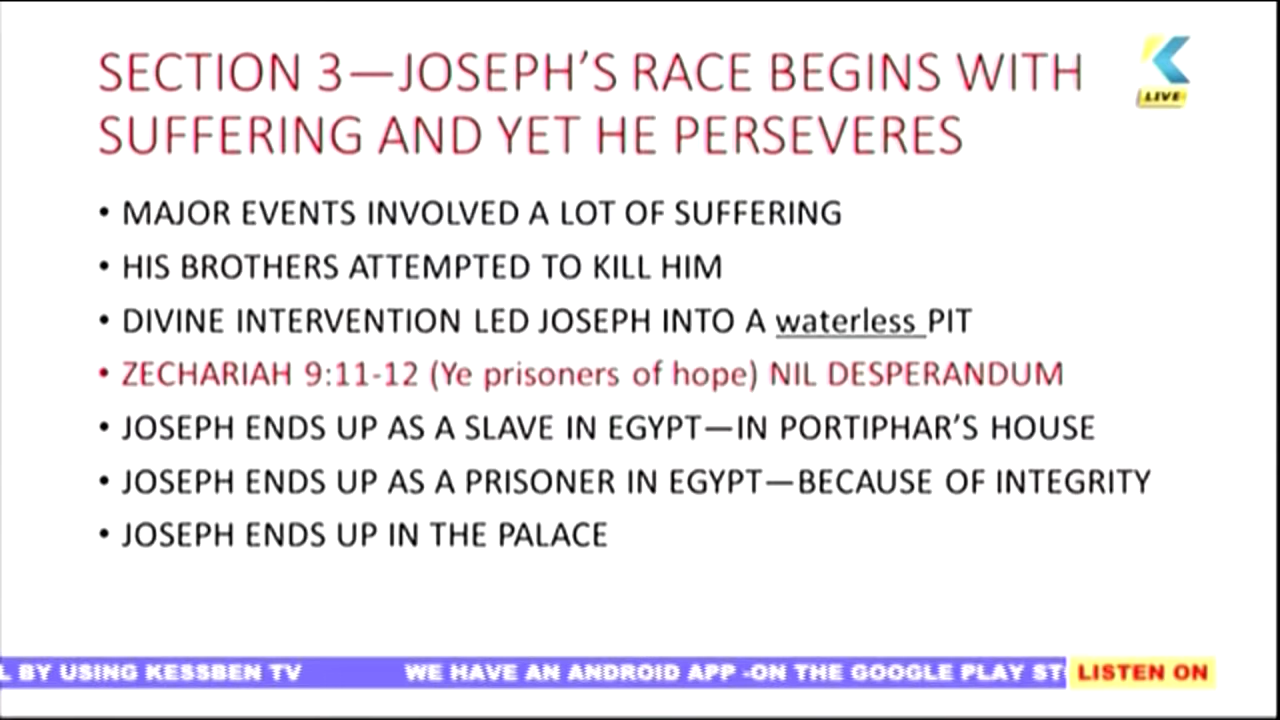 SECTION 3—JOSEPH'S RACE BEGINS WITH
SUFFERING AND YET HE PERSEVERES
LIVE
• MAJOR EVENTS INVOLVED A LOT OF SUFFERING
• HIS BROTHERS ATTEMPTED TO KILL HIM
• DIVINE INTERVENTION LED JOSEPH INTO A waterless PIT
• ZECHARIAH 9:11-12 (Ye prisoners of hope) NIL DESPERANDUM
• JOSEPH ENDS UP AS A SLAVE IN EGYPT—IN PORTIPHAR'S HOUSE
• JOSEPH ENDS UP AS A PRISONER IN EGYPT—BECAUSE OF INTEGRITY
• JOSEPH ENDS UP IN THE PALACE
L BY USING KESSBEN TV WE HAVE AN ANDROID APP -ON THE GOOGLE PLAY ST LISTEN ON